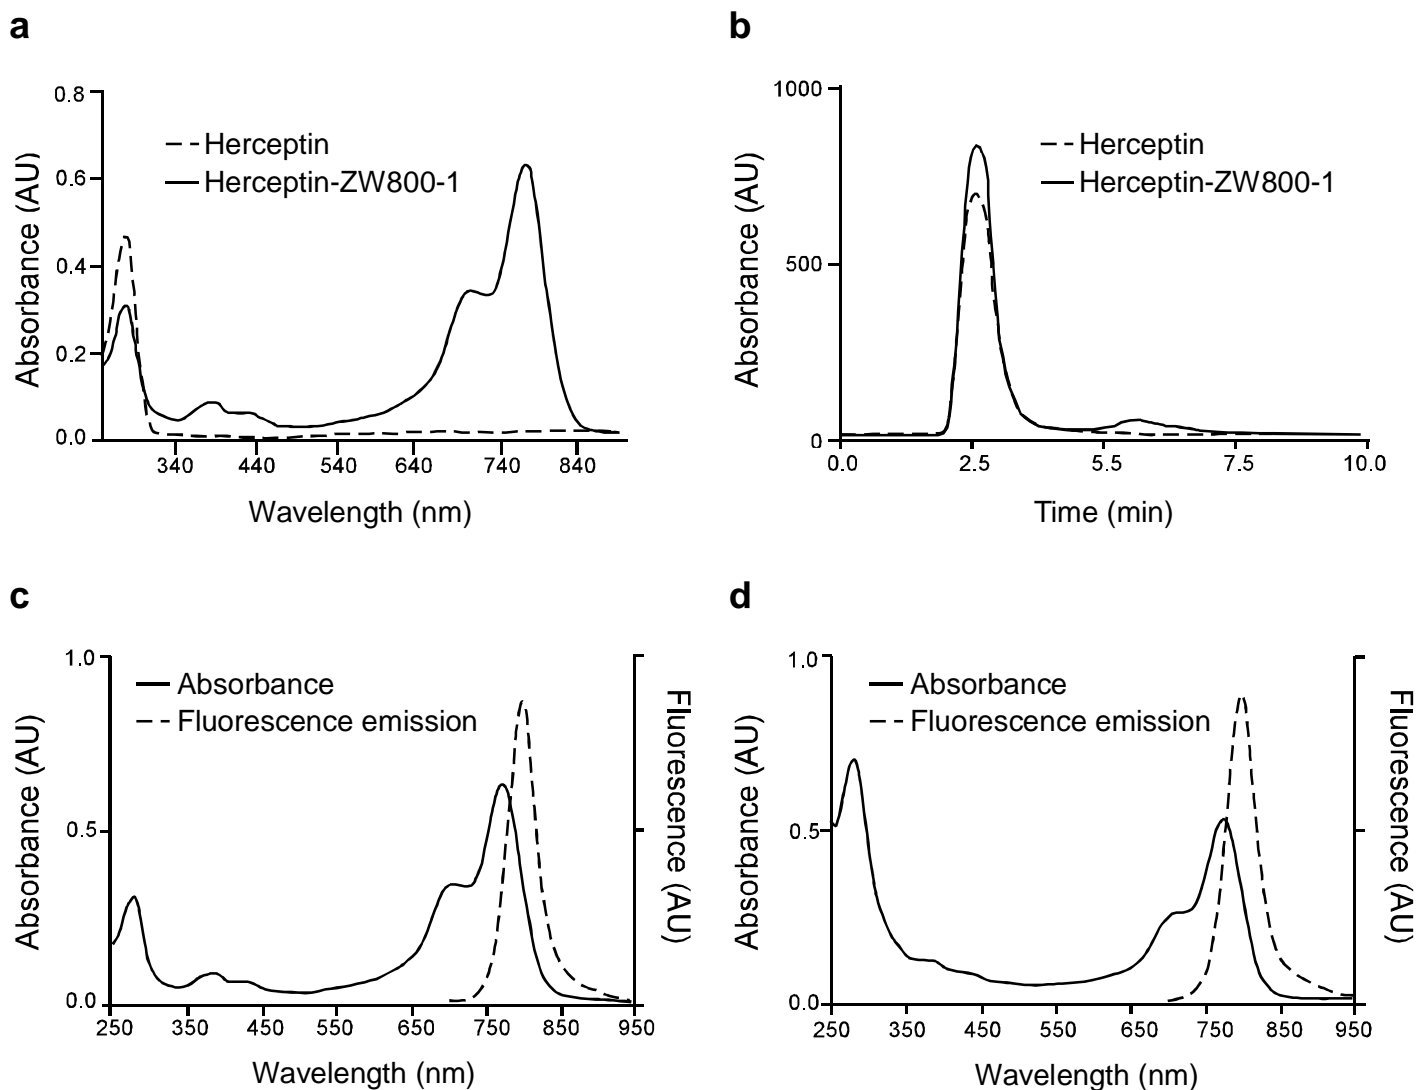 a
0.8
0.6
0.4
0.2
0.0
Absorbance (AU)
Herceptin
Herceptin-ZW800-1
340 440 540 640 740 840
Wavelength (nm)
b
1000
500
0
Absorbance (AU)
Herceptin
Herceptin-ZW800-1
0.0 2.5 5.5 7.5 10.0
Time (min)
c
1.0
0.5
0.0
Absorbance (AU)
Absorbance
Fluorescence emission
Fluorescence (AU)
250 350 450 550 650 750 850 950
Wavelength (nm)
d
1.0
0.5
0.0
Absorbance (AU)
Absorbance
Fluorescence emission
Fluorescence (AU)
250 350 450 550 650 750 850 950
Wavelength (nm)